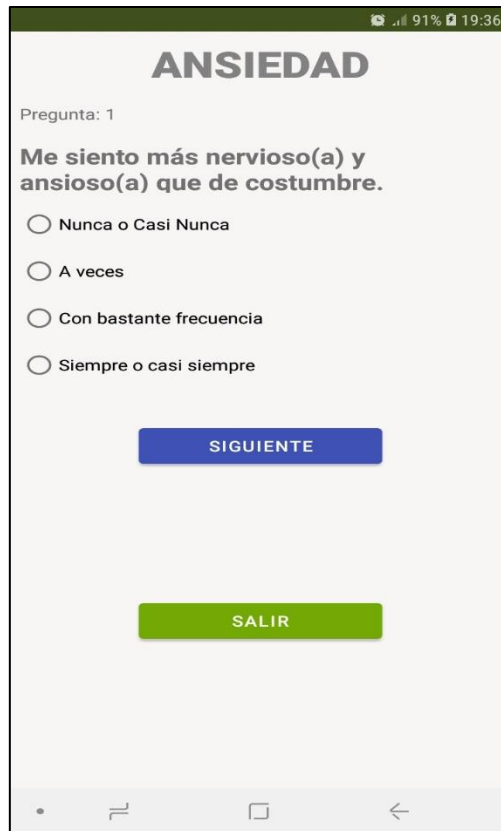 91% 19:36
ANSIEDAD
Pregunta: 1
Me siento más nervioso(a) y
ansioso(a) que de costumbre.
Nunca o Casi Nunca
A veces
Con bastante frecuencia
Siempre o casi siempre
SIGUIENTE
SALIR